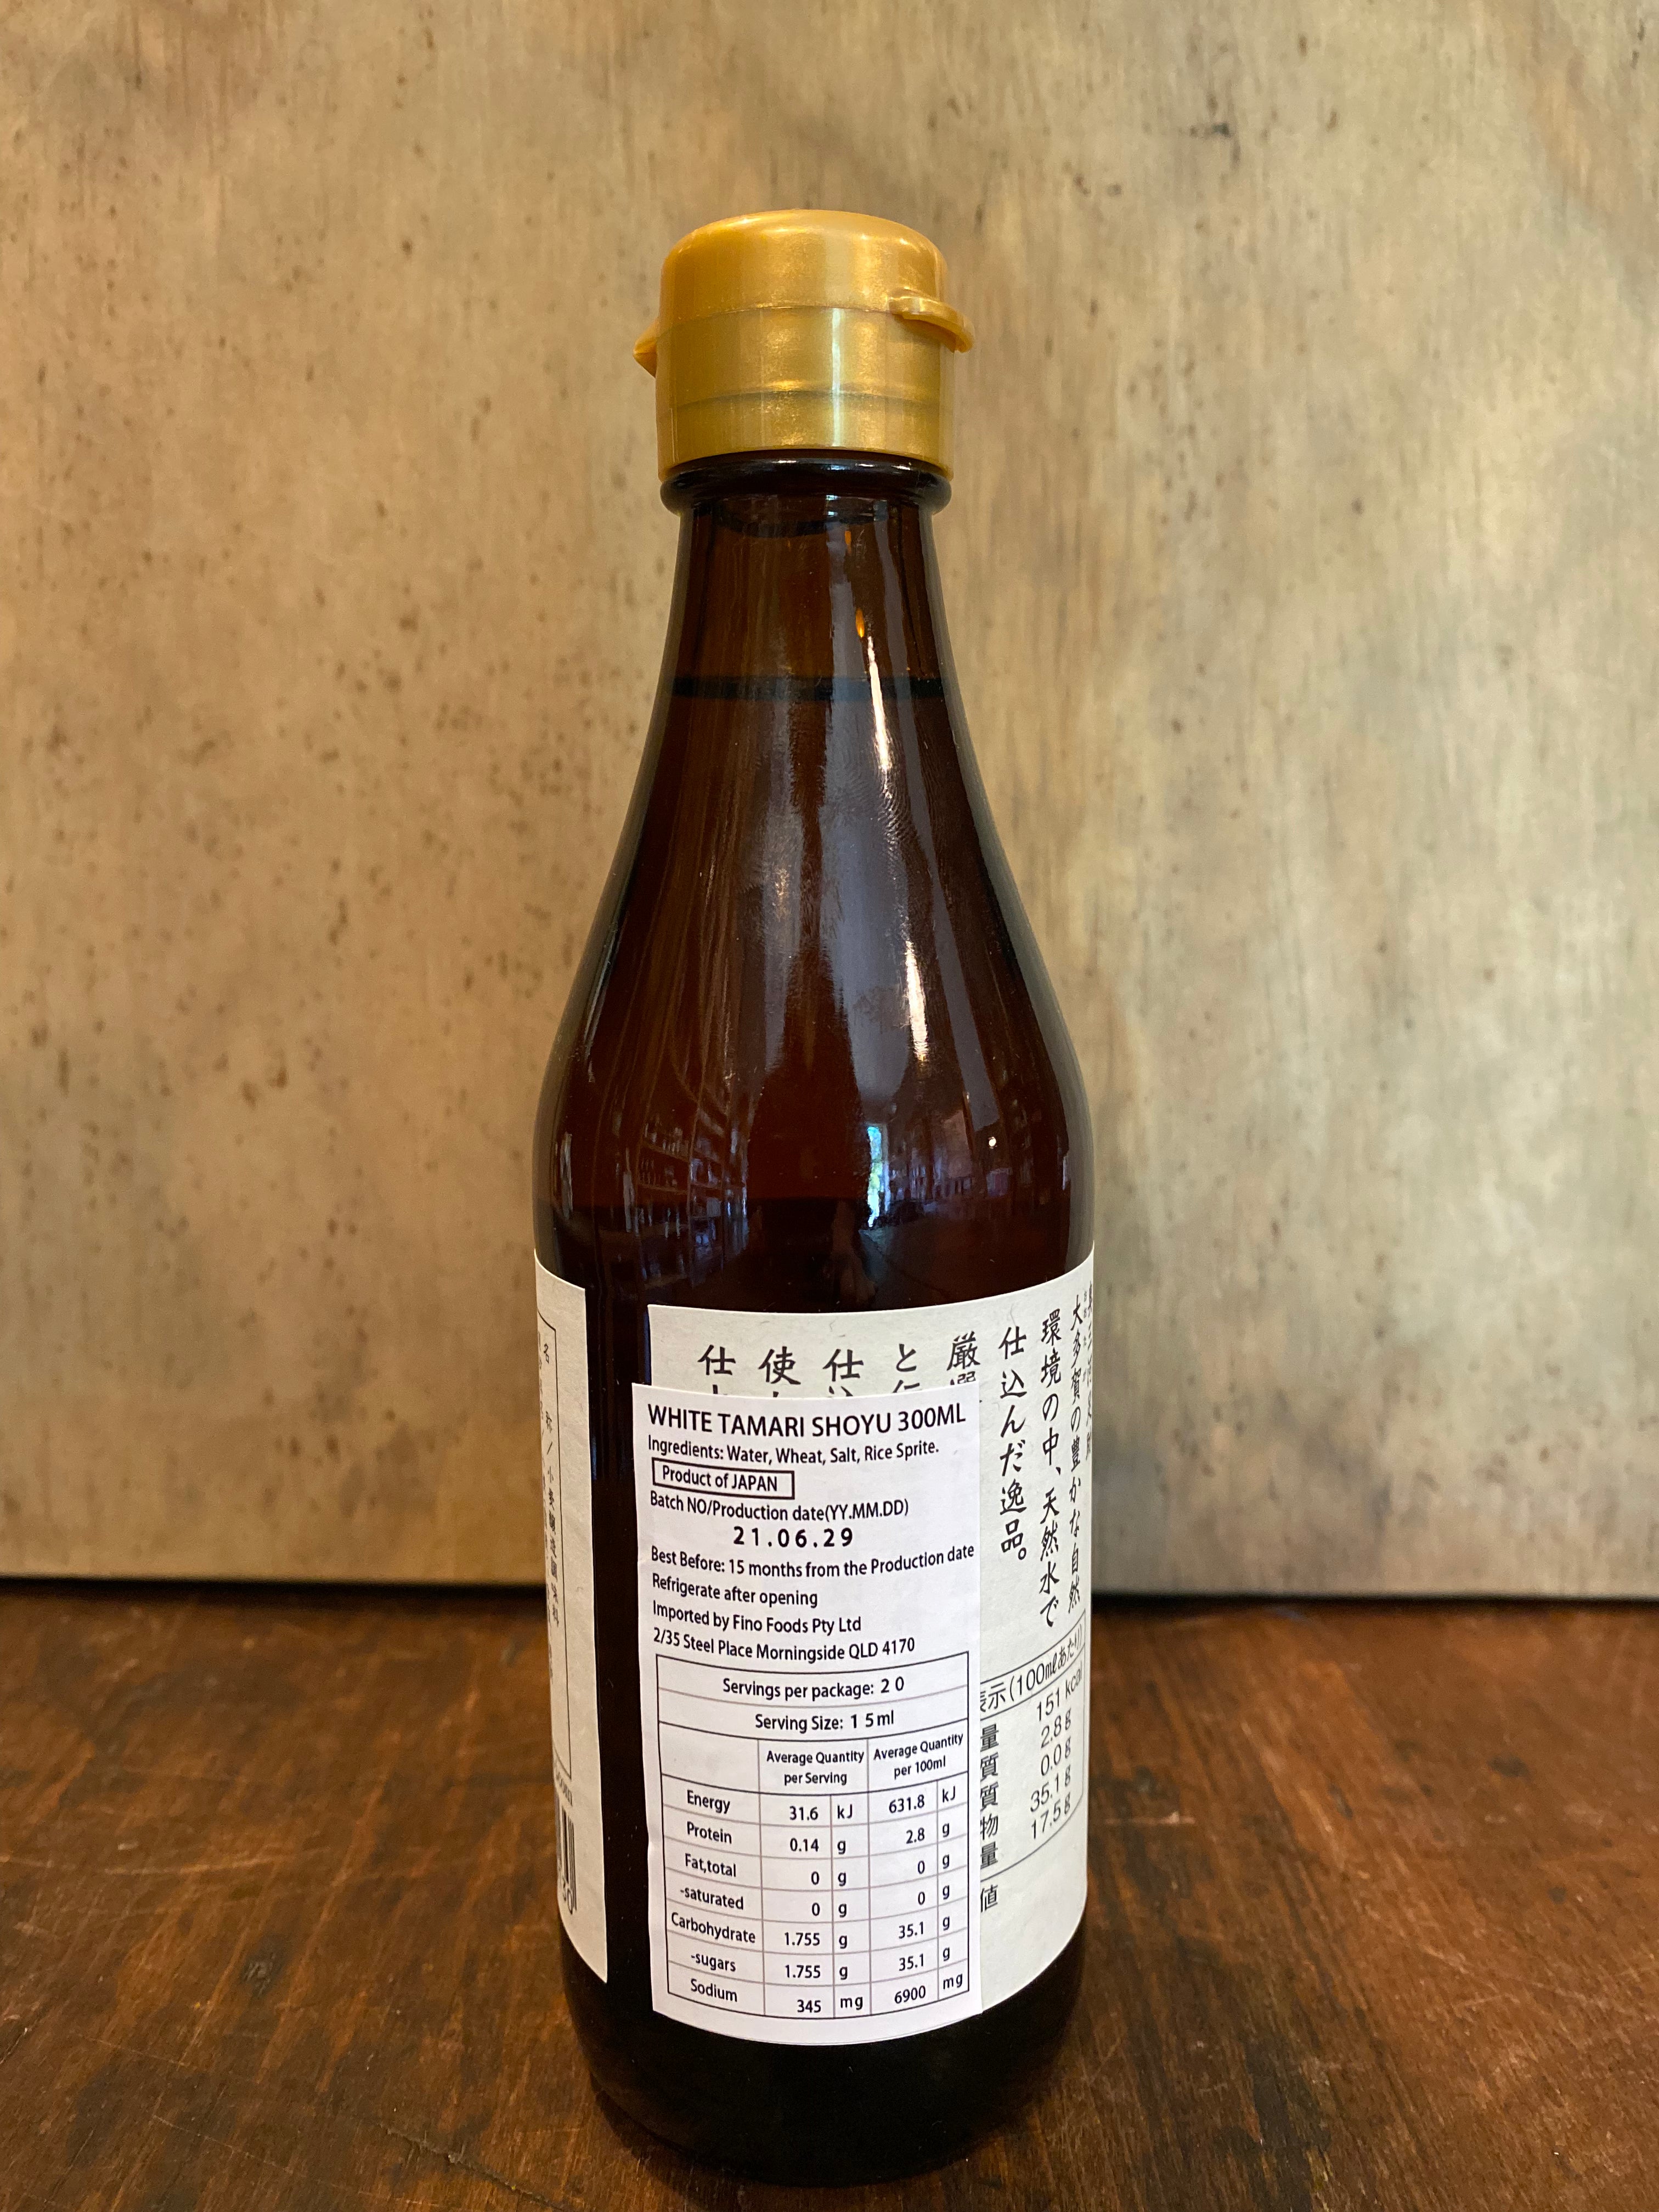 大多賀の豊かな自然
環境の中、天然水で
仕込んだ逸品。
厳選
と
仕込
使
仕
WHITE TAMARI SHOYU 300ML
Ingredients: Water, Wheat, Salt, Rice Sprite.
Product of JAPAN
Batch NO/Production date(YY.MM.DD)
21.06.29
Best Before: 15 months from the Production date
Refrigerate after opening
Imported by Fino Foods Pty Ltd
2/35 Steel Place Morningside QLD 4170
Servings per package: 20
Serving Size: 15ml
Average Quantity per Serving Average Quantity per 100ml
Energy 31.6 kJ 631.8 kJ
Protein 0.14 g 2.8 g
Fat,total 0 g 0 g
-saturated 0 g 0 g
Carbohydrate 1.755 g 35.1 g
-sugars 1.755 g 35.1 g
Sodium 345 mg 6900 mg
表示(100mlあたり)
量 151 kcal
質 2.8g
質 0.0g
物 35.1g
量 17.5g
値